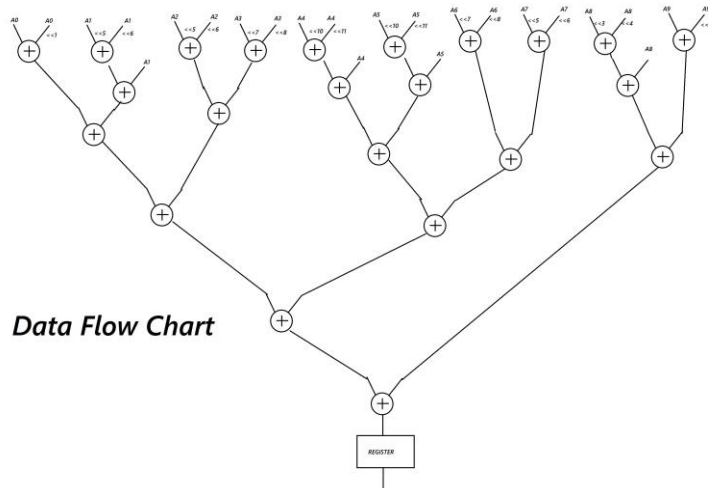 A0 A0 <<1
A1 <<5 A1 <<6
A2 <<5 A2 <<6
A3 <<7 A3 <<8
A4 <<10 A4 <<11
A5 <<10 A5 <<11
A6 <<7 A6 <<8
A7 <<5 A7 <<6
A8 <<3 A8 <<4
A9
A1
A4
A5
A8
Data Flow Chart
REGISTER